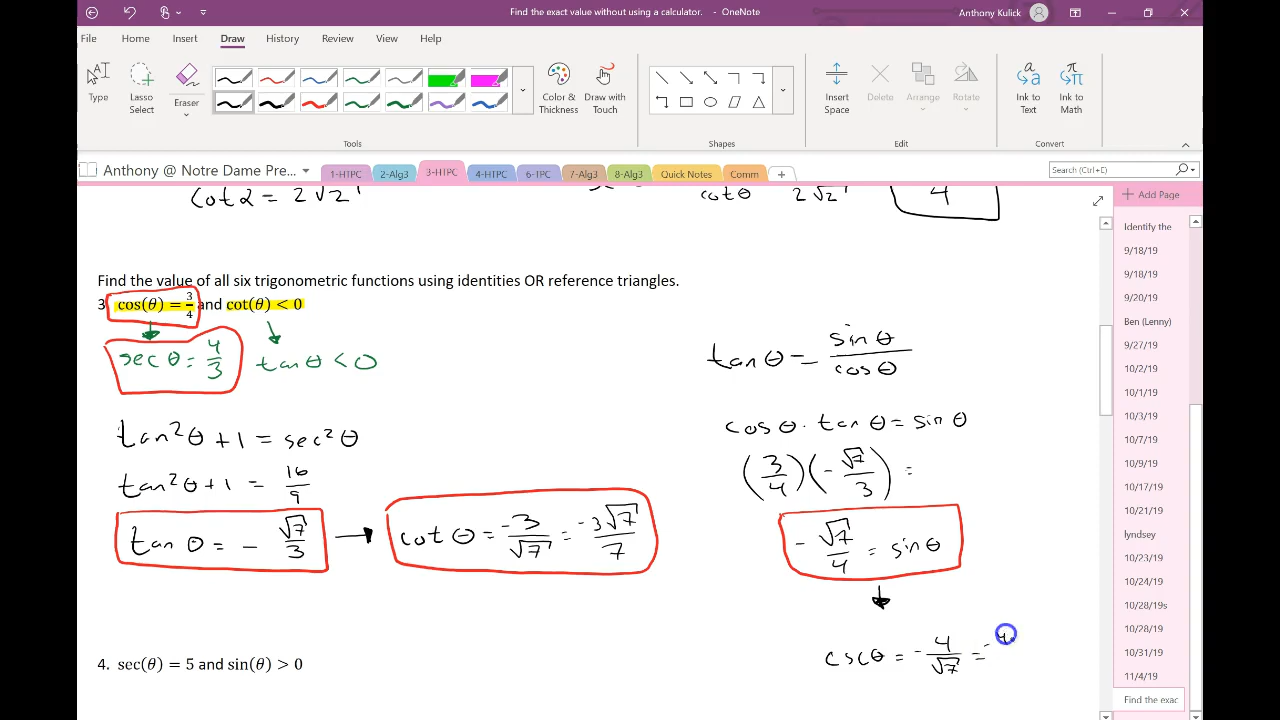 Find the exact value without using a calculator. - OneNote
Anthony Kulick
File Home Insert Draw History Review View Help
Type
Lasso Select
Eraser
Color & Thickness
Draw with Touch
Insert Space
Delete
Arrange
Rotate
Ink to Text
Ink to Math
Tools
Shapes
Edit
Convert
Anthony @ Notre Dame Pre...
1-HTPC 2-Alg3 3-HTPC 4-HTPC 6-1PC 7-Alg3 8-Alg3 Quick Notes Comm +
Search (Ctrl+E)
Add Page
Identify the
9/18/19
9/18/19
9/20/19
Ben (Lenny)
9/27/19
10/2/19
10/1/19
10/3/19
10/7/19
10/9/19
10/17/19
10/21/19
lyndsey
10/23/19
10/24/19
10/28/19s
10/28/19
10/31/19
11/4/19
Find the exac
cot2 = 2√2
cotθ 2√2 4
Find the value of all six trigonometric functions using identities OR reference triangles.
3 cos(θ) = 3/4 and cot(θ) < 0
sec θ = 4/3 tan θ < 0
tan²θ + 1 = sec²θ
tan²θ + 1 = 16/9
tan θ = - √7/3
cot θ = -3/√7 = -3√7/7
tan θ = sin θ/cos θ
cos θ · tan θ = sin θ
(3/4)(-√7/3) =
-√7/4 = sin θ
csc θ = -4/√7 = -4
4. sec(θ) = 5 and sin(θ) > 0